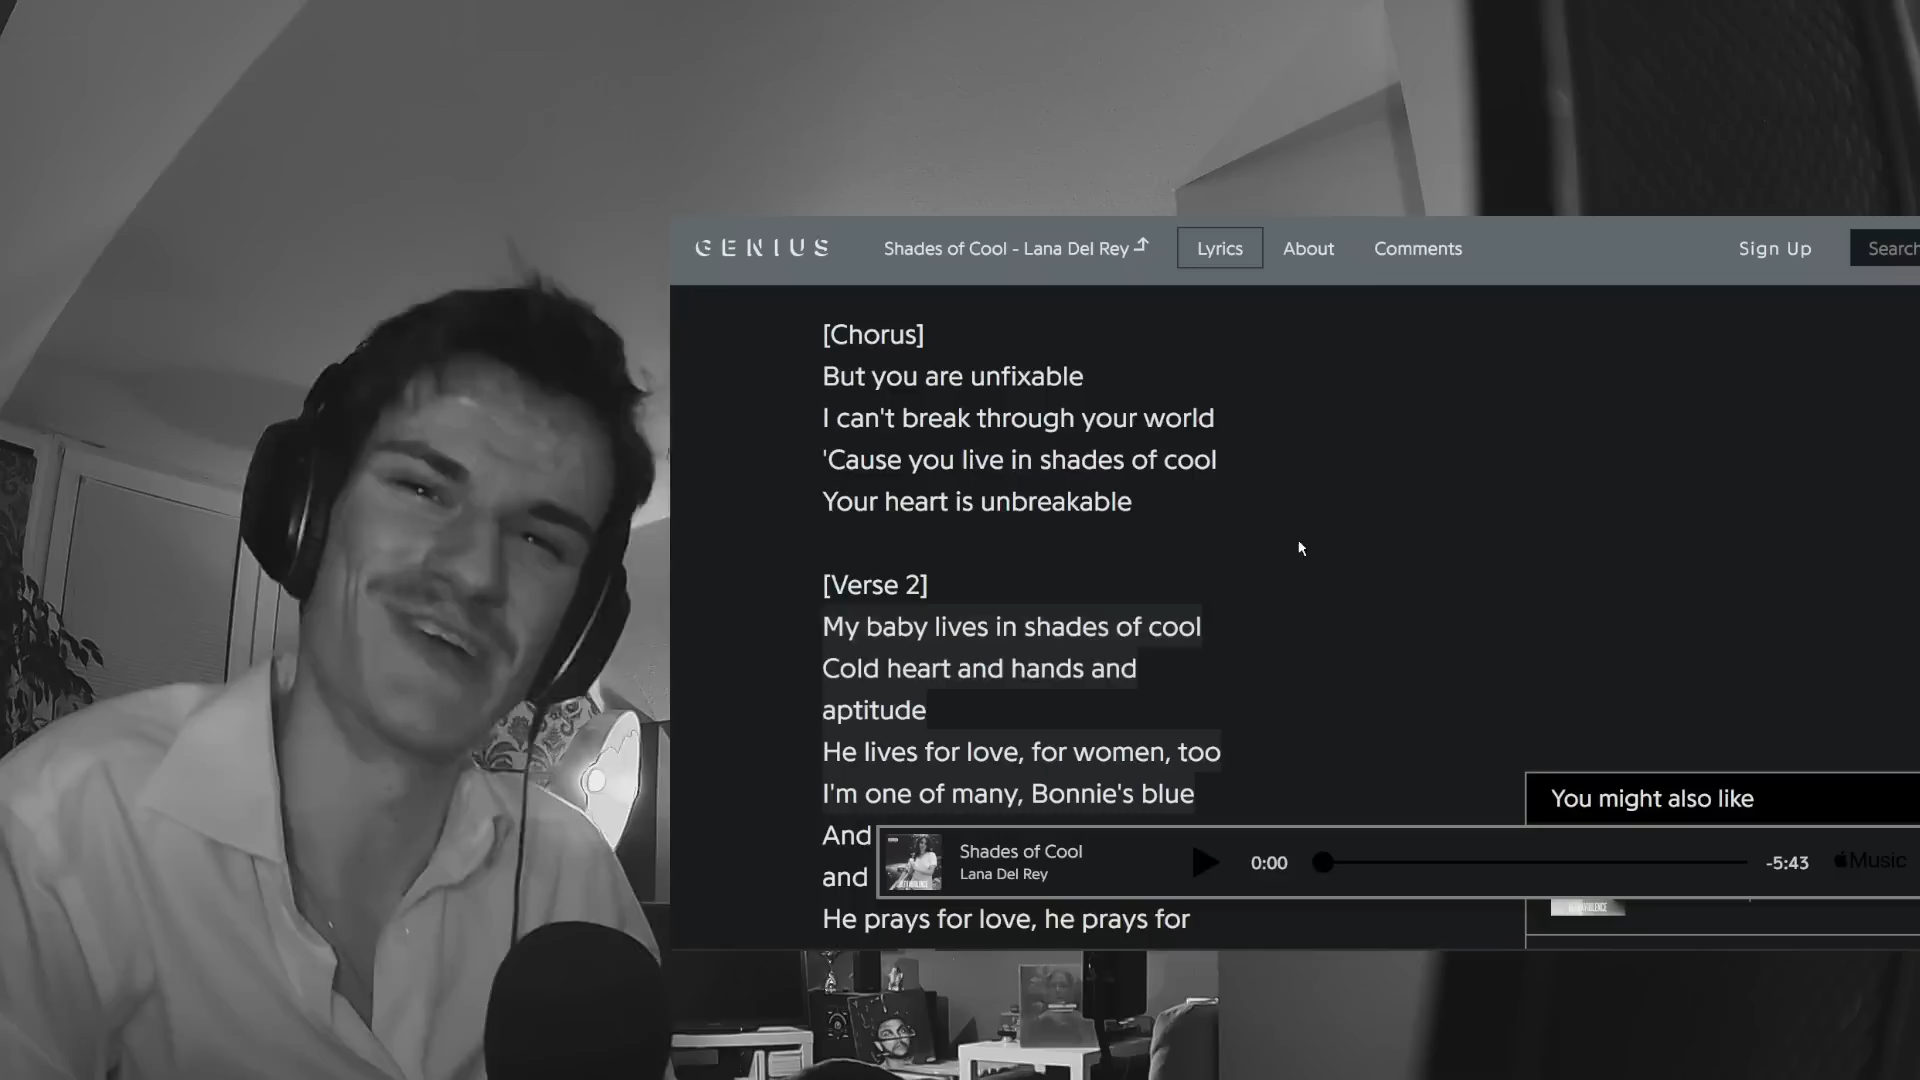 GENIUS
Shades of Cool - Lana Del Rey
Lyrics
About
Comments
Sign Up
Search
[Chorus]
But you are unfixable
I can't break through your world
'Cause you live in shades of cool
Your heart is unbreakable
[Verse 2]
My baby lives in shades of cool
Cold heart and hands and
aptitude
He lives for love, for women, too
I'm one of many, Bonnie's blue
And
and
He prays for love, he prays for
You might also like
Shades of Cool
Lana Del Rey
0:00
-5:43
Music